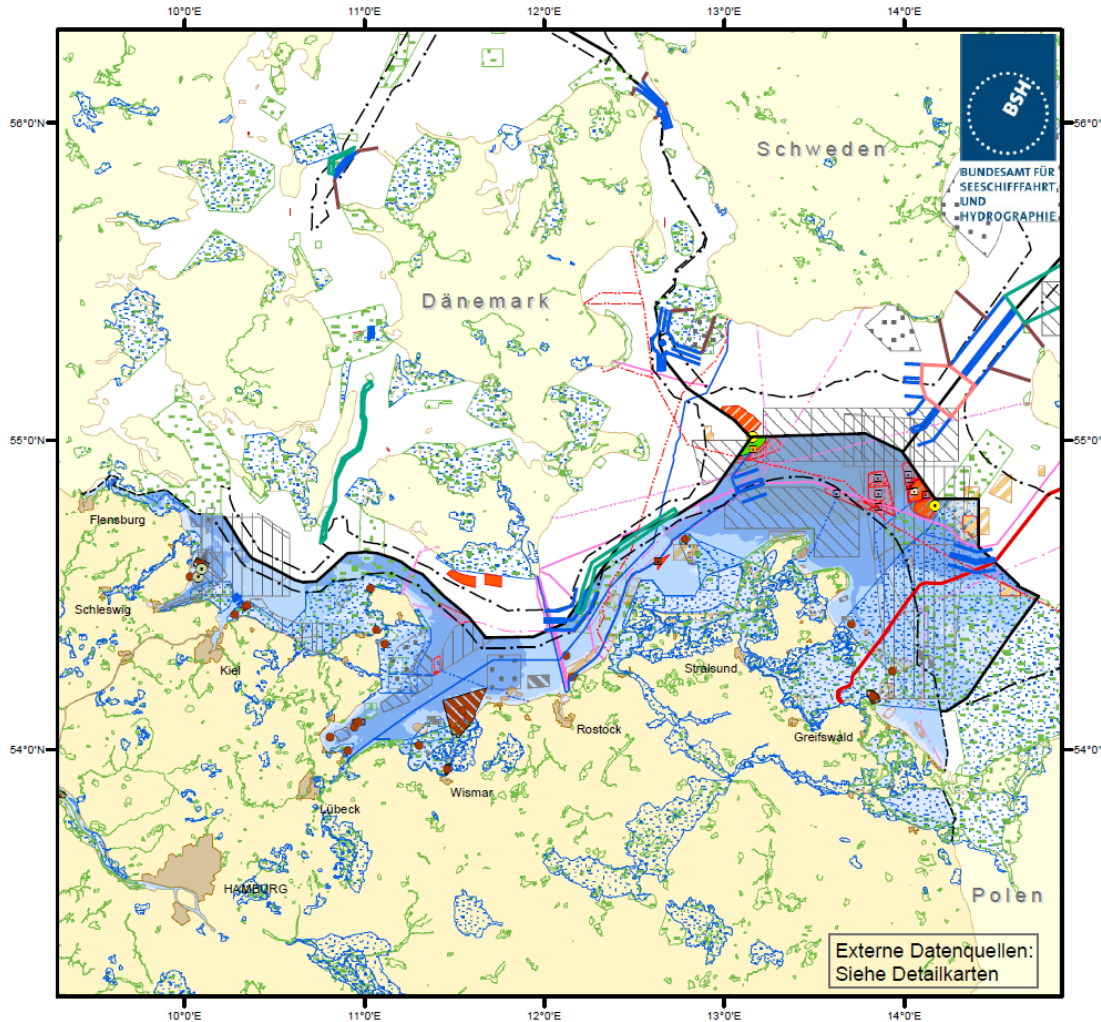 10°0'E
11°0'E
12°0'E
13°0'E
14°0'E
56°0'N
56°0'N
BSH
BUNDESAMT FÜR
SEESCHIFFFAHRT
UND
HYDROGRAPHIE
Schweden
Dänemark
55°0'N
55°0'N
Flensburg
Schleswig
Kiel
Stralsund
Rostock
Greifswald
54°0'N
54°0'N
Wismar
Lübeck
HAMBURG
Polen
Externe Datenquellen:
Siehe Detailkarten
10°0'E
11°0'E
12°0'E
13°0'E
14°0'E